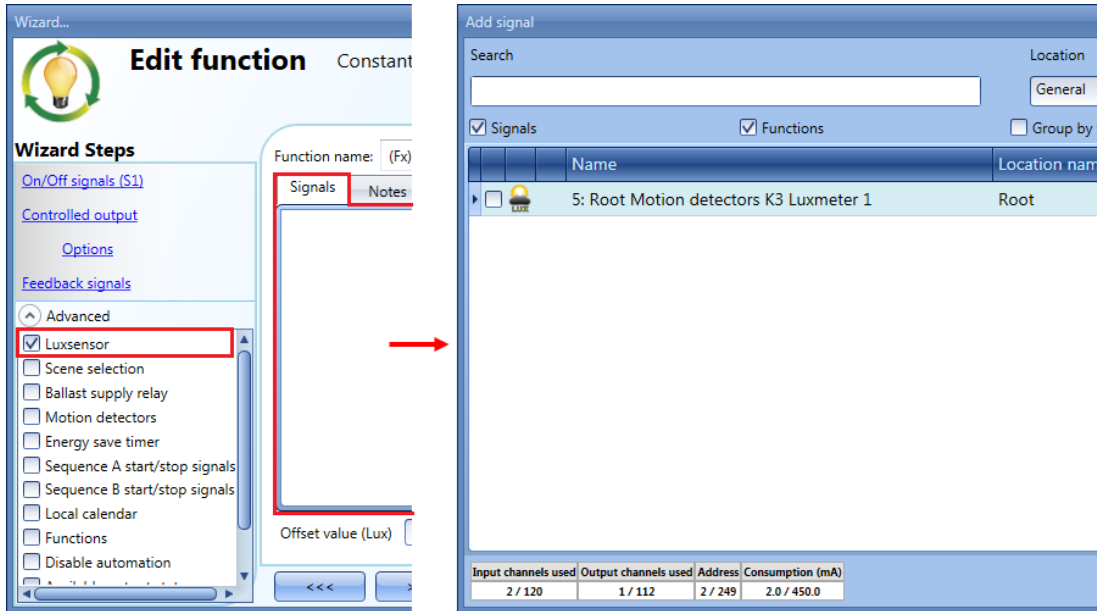 Wizard...
Edit function Constant
Wizard Steps
On/Off signals (S1)
Controlled output
Options
Feedback signals
Advanced
Luxsensor
Scene selection
Ballast supply relay
Motion detectors
Energy save timer
Sequence A start/stop signals
Sequence B start/stop signals
Local calendar
Functions
Disable automation
Function name: (Fx)
Signals Notes
Offset value (Lux)
<<<
Add signal
Search Location
General
Signals Functions Group by
Name Location nam
LUX 5: Root Motion detectors K3 Luxmeter 1 Root
Input channels used Output channels used Address Consumption (mA)
2 / 120 1 / 112 2 / 249 2.0 / 450.0